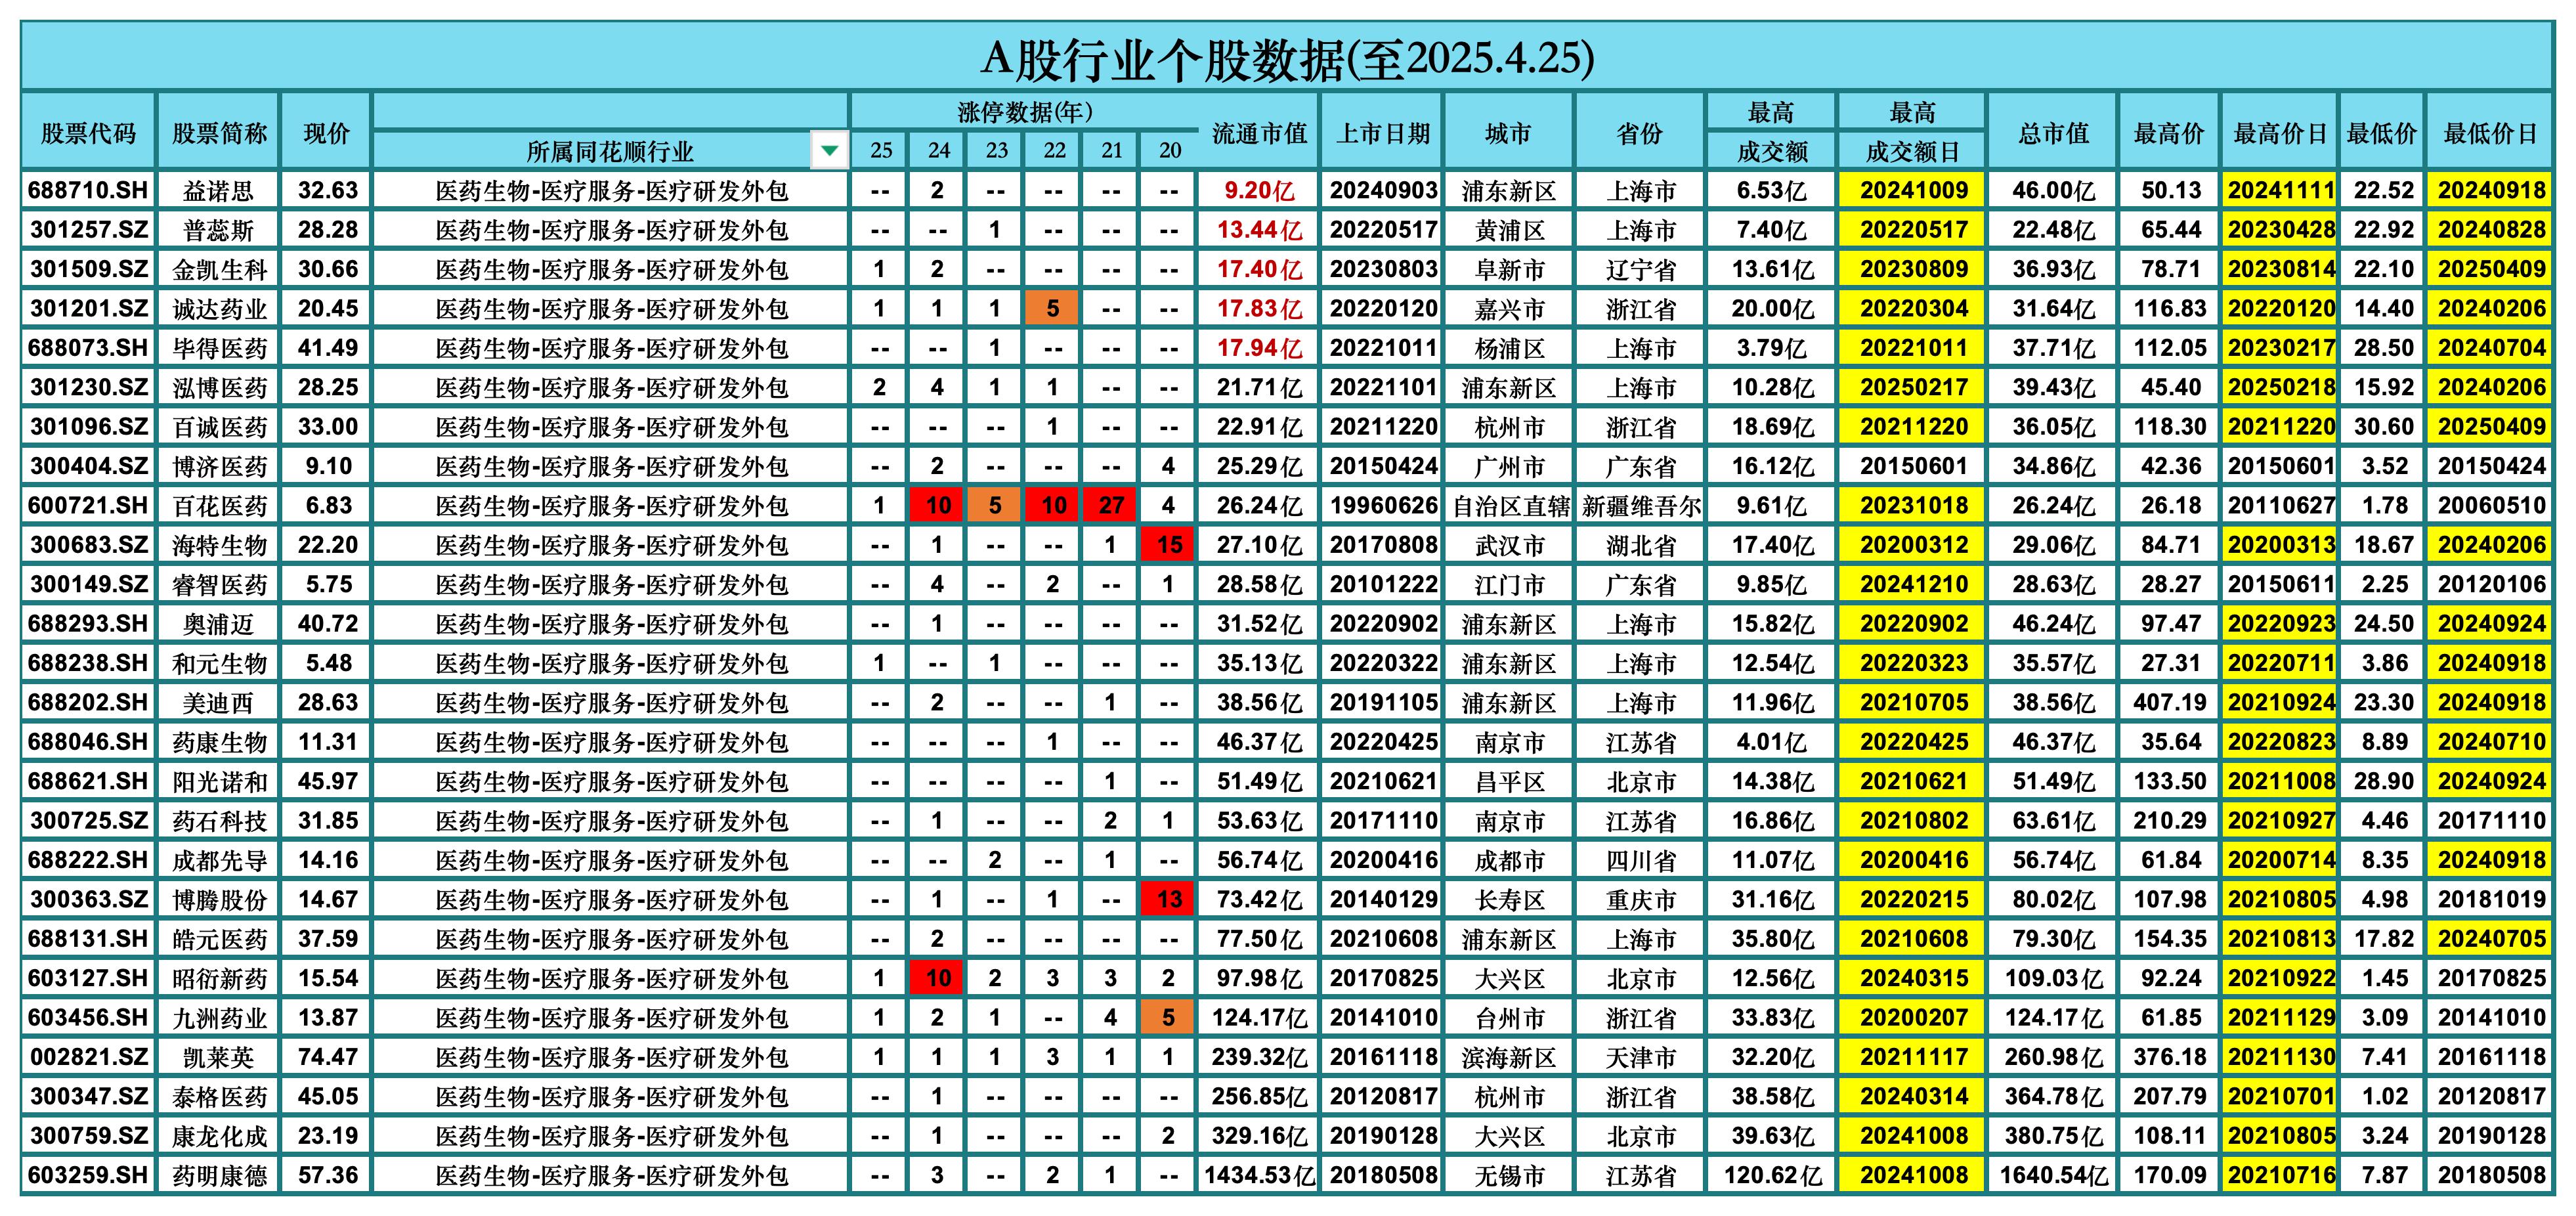 A股行业个股数据(至2025.4.25)
股票代码 股票简称 现价 所属同花顺行业 涨停数据(年) 25 24 23 22 21 20 流通市值 上市日期 城市 省份 最高成交额 最高成交额日 总市值 最高价 最高价日 最低价 最低价日
688710.SH 益诺思 32.63 医药生物-医疗服务-医疗研发外包 -- 2 -- -- -- -- 9.20亿 20240903 浦东新区 上海市 6.53亿 20241009 46.00亿 50.13 20241111 22.52 20240918
301257.SZ 普蕊斯 28.28 医药生物-医疗服务-医疗研发外包 -- -- 1 -- -- -- 13.44亿 20220517 黄浦区 上海市 7.40亿 20220517 22.48亿 65.44 20230428 22.92 20240828
301509.SZ 金凯生科 30.66 医药生物-医疗服务-医疗研发外包 1 2 -- -- -- -- 17.40亿 20230803 阜新市 辽宁省 13.61亿 20230809 36.93亿 78.71 20230814 22.10 20250409
301201.SZ 诚达药业 20.45 医药生物-医疗服务-医疗研发外包 1 1 1 5 -- -- 17.83亿 20220120 嘉兴市 浙江省 20.00亿 20220304 31.64亿 116.83 20220120 14.40 20240206
688073.SH 毕得医药 41.49 医药生物-医疗服务-医疗研发外包 -- -- 1 -- -- -- 17.94亿 20221011 杨浦区 上海市 3.79亿 20221011 37.71亿 112.05 20230217 28.50 20240704
301230.SZ 泓博医药 28.25 医药生物-医疗服务-医疗研发外包 2 4 1 1 -- -- 21.71亿 20221101 浦东新区 上海市 10.28亿 20250217 39.43亿 45.40 20250218 15.92 20240206
301096.SZ 百诚医药 33.00 医药生物-医疗服务-医疗研发外包 -- -- -- 1 -- -- 22.91亿 20211220 杭州市 浙江省 18.69亿 20211220 36.05亿 118.30 20211220 30.60 20250409
300404.SZ 博济医药 9.10 医药生物-医疗服务-医疗研发外包 -- 2 -- -- -- 4 25.29亿 20150424 广州市 广东省 16.12亿 20150601 34.86亿 42.36 20150601 3.52 20150424
600721.SH 百花医药 6.83 医药生物-医疗服务-医疗研发外包 1 10 5 10 27 4 26.24亿 19960626 自治区直辖 新疆维吾尔 9.61亿 20231018 26.24亿 26.18 20110627 1.78 20060510
300683.SZ 海特生物 22.20 医药生物-医疗服务-医疗研发外包 -- 1 -- -- 1 15 27.10亿 20170808 武汉市 湖北省 17.40亿 20200312 29.06亿 84.71 20200313 18.67 20240206
300149.SZ 睿智医药 5.75 医药生物-医疗服务-医疗研发外包 -- 4 -- 2 -- 1 28.58亿 20101222 江门市 广东省 9.85亿 20241210 28.63亿 28.27 20150611 2.25 20120106
688293.SH 奥浦迈 40.72 医药生物-医疗服务-医疗研发外包 -- 1 -- -- -- -- 31.52亿 20220902 浦东新区 上海市 15.82亿 20220902 46.24亿 97.47 20220923 24.50 20240924
688238.SH 和元生物 5.48 医药生物-医疗服务-医疗研发外包 1 -- 1 -- -- -- 35.13亿 20220322 浦东新区 上海市 12.54亿 20220323 35.57亿 27.31 20220711 3.86 20240918
688202.SH 美迪西 28.63 医药生物-医疗服务-医疗研发外包 -- 2 -- -- 1 -- 38.56亿 20191105 浦东新区 上海市 11.96亿 20210705 38.56亿 407.19 20210924 23.30 20240918
688046.SH 药康生物 11.31 医药生物-医疗服务-医疗研发外包 -- -- -- 1 -- -- 46.37亿 20220425 南京市 江苏省 4.01亿 20220425 46.37亿 35.64 20220823 8.89 20240710
688621.SH 阳光诺和 45.97 医药生物-医疗服务-医疗研发外包 -- -- -- -- 1 -- 51.49亿 20210621 昌平区 北京市 14.38亿 20210621 51.49亿 133.50 20211008 28.90 20240924
300725.SZ 药石科技 31.85 医药生物-医疗服务-医疗研发外包 -- 1 -- -- 2 1 53.63亿 20171110 南京市 江苏省 16.86亿 20210802 63.61亿 210.29 20210927 4.46 20171110
688222.SH 成都先导 14.16 医药生物-医疗服务-医疗研发外包 -- -- 2 -- 1 -- 56.74亿 20200416 成都市 四川省 11.07亿 20200416 56.74亿 61.84 20200714 8.35 20240918
300363.SZ 博腾股份 14.67 医药生物-医疗服务-医疗研发外包 -- 1 -- 1 -- 13 73.42亿 20140129 长寿区 重庆市 31.16亿 20220215 80.02亿 107.98 20210805 4.98 20181019
688131.SH 皓元医药 37.59 医药生物-医疗服务-医疗研发外包 -- 2 -- -- -- -- 77.50亿 20210608 浦东新区 上海市 35.80亿 20210608 79.30亿 154.35 20210813 17.82 20240705
603127.SH 昭衍新药 15.54 医药生物-医疗服务-医疗研发外包 1 10 2 3 3 2 97.98亿 20170825 大兴区 北京市 12.56亿 20240315 109.03亿 92.24 20210922 1.45 20170825
603456.SH 九洲药业 13.87 医药生物-医疗服务-医疗研发外包 1 2 1 -- 4 5 124.17亿 20141010 台州市 浙江省 33.83亿 20200207 124.17亿 61.85 20211129 3.09 20141010
002821.SZ 凯莱英 74.47 医药生物-医疗服务-医疗研发外包 1 1 1 3 1 1 239.32亿 20161118 滨海新区 天津市 32.20亿 20211117 260.98亿 376.18 20211130 7.41 20161118
300347.SZ 泰格医药 45.05 医药生物-医疗服务-医疗研发外包 -- 1 -- -- -- -- 256.85亿 20120817 杭州市 浙江省 38.58亿 20240314 364.78亿 207.79 20210701 1.02 20120817
300759.SZ 康龙化成 23.19 医药生物-医疗服务-医疗研发外包 -- 1 -- -- -- 2 329.16亿 20190128 大兴区 北京市 39.63亿 20241008 380.75亿 108.11 20210805 3.24 20190128
603259.SH 药明康德 57.36 医药生物-医疗服务-医疗研发外包 -- 3 -- 2 1 -- 1434.53亿 20180508 无锡市 江苏省 120.62亿 20241008 1640.54亿 170.09 20210716 7.87 20180508